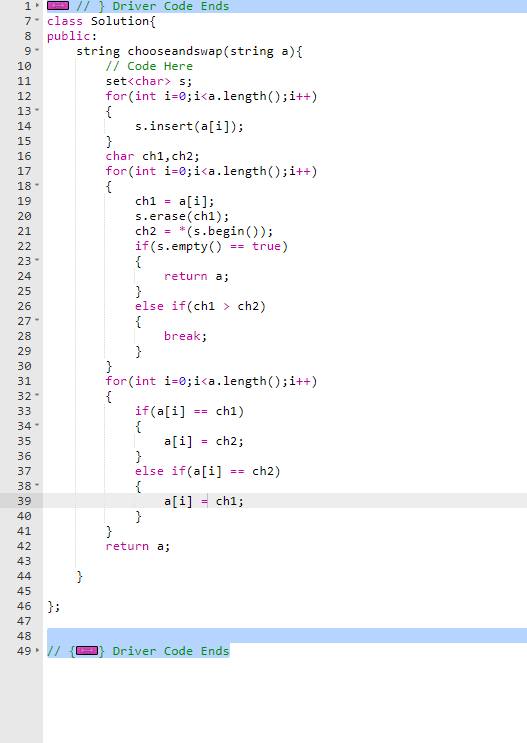 1 // } Driver Code Ends
7 class Solution{
8 public:
9 string chooseandswap(string a){
10 // Code Here
11 set<char> s;
12 for(int i=0;i<a.length();i++)
13 {
14 s.insert(a[i]);
15 }
16 char ch1,ch2;
17 for(int i=0;i<a.length();i++)
18 {
19 ch1 = a[i];
20 s.erase(ch1);
21 ch2 = *(s.begin());
22 if(s.empty() == true)
23 {
24 return a;
25 }
26 else if(ch1 > ch2)
27 {
28 break;
29 }
30 }
31 for(int i=0;i<a.length();i++)
32 {
33 if(a[i] == ch1)
34 {
35 a[i] = ch2;
36 }
37 else if(a[i] == ch2)
38 {
39 a[i] = ch1;
40 }
41 }
42 return a;
43
44 }
45
46 };
47
48
49 // {} Driver Code Ends